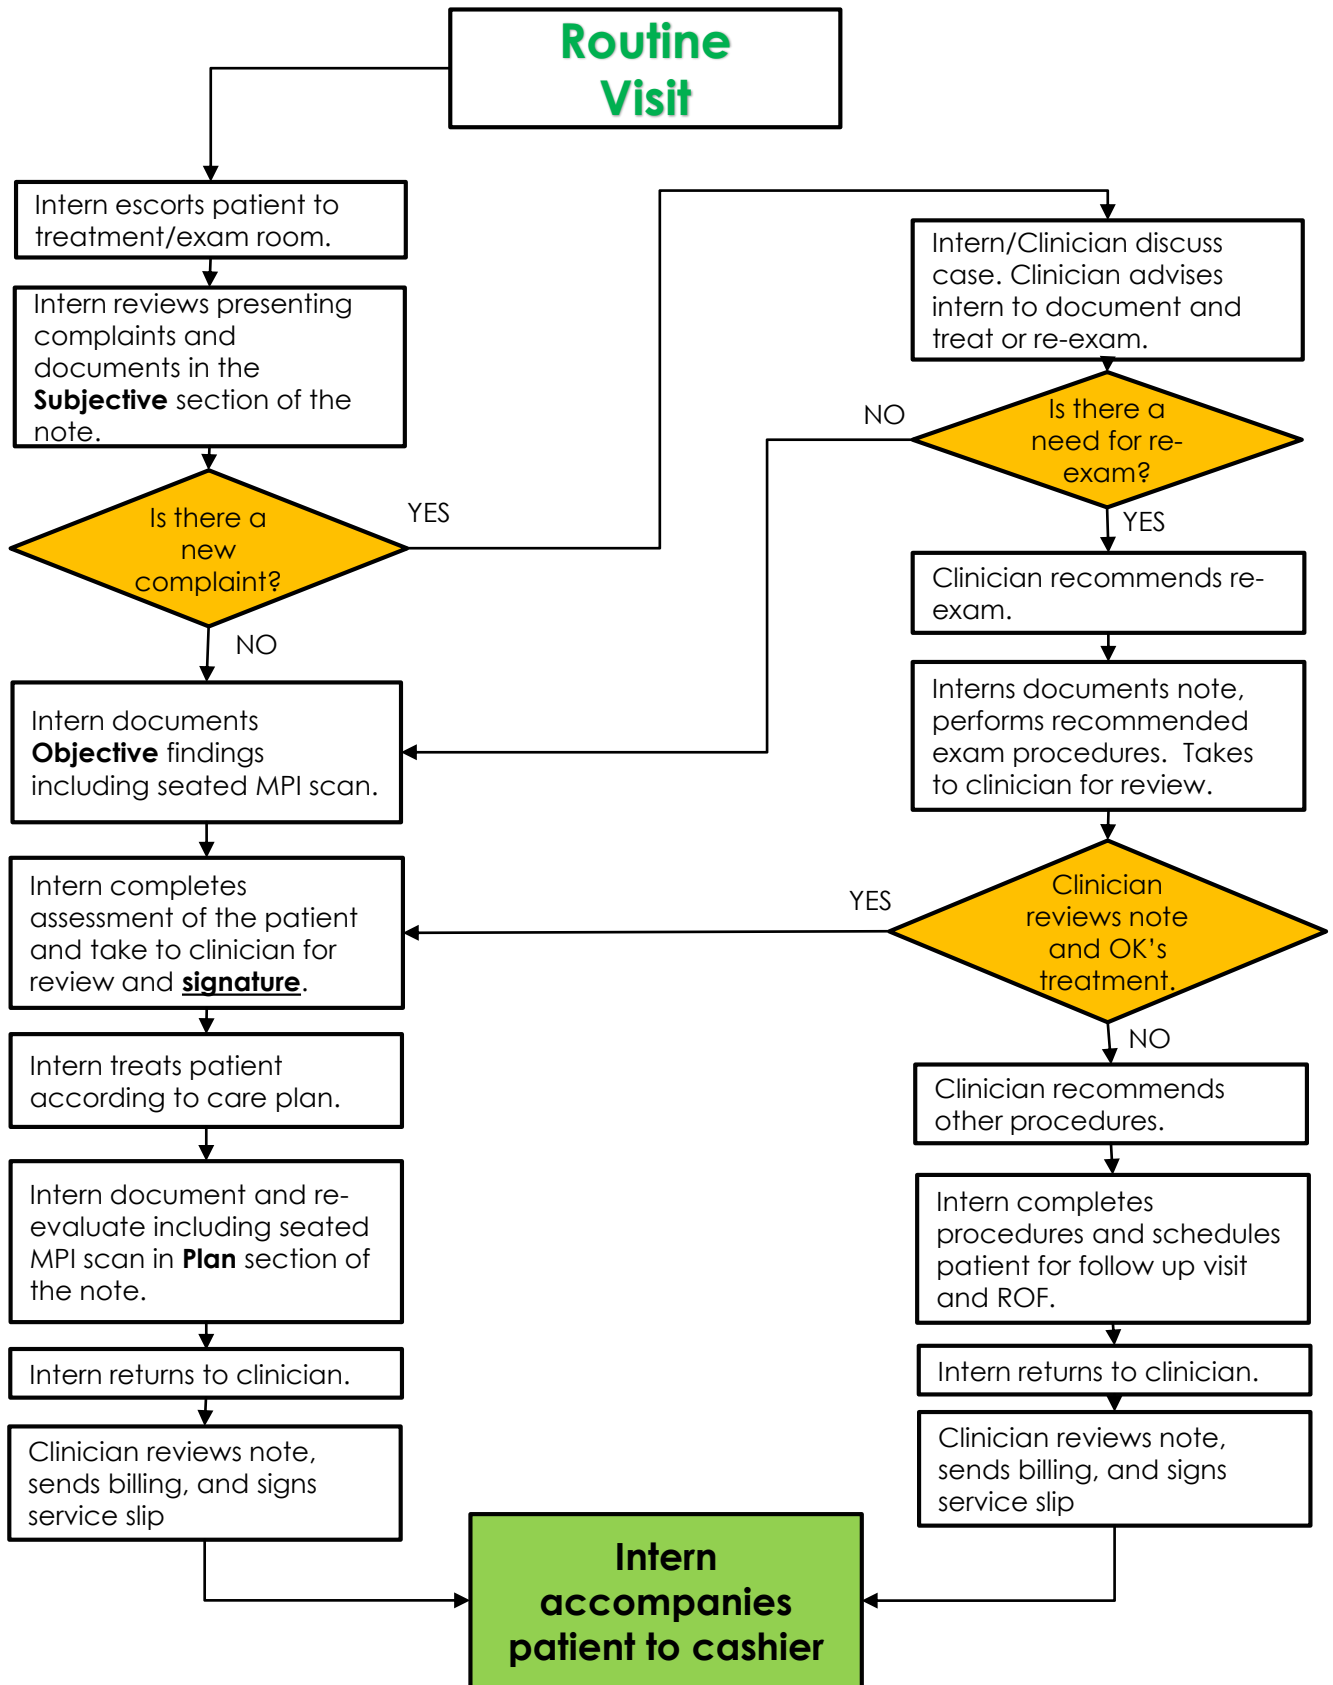 Routine
Visit
Intern escorts patient to
treatment/exam room.
Intern reviews presenting
complaints and
documents in the
Subjective section of the
note.
Is there a
new
complaint?
YES
NO
Intern documents
Objective findings
including seated MPI scan.
Intern completes
assessment of the patient
and take to clinician for
review and signature.
Intern treats patient
according to care plan.
Intern document and re-
evaluate including seated
MPI scan in Plan section of
the note.
Intern returns to clinician.
Clinician reviews note,
sends billing, and signs
service slip
Intern/Clinician discuss
case. Clinician advises
intern to document and
treat or re-exam.
Is there a
need for re-
exam?
NO
YES
Clinician recommends re-
exam.
Interns documents note,
performs recommended
exam procedures.  Takes
to clinician for review.
Clinician
reviews note
and OK’s
treatment.
YES
NO
Clinician recommends
other procedures.
Intern completes
procedures and schedules
patient for follow up visit
and ROF.
Intern returns to clinician.
Clinician reviews note,
sends billing, and signs
service slip
Intern
accompanies
patient to cashier